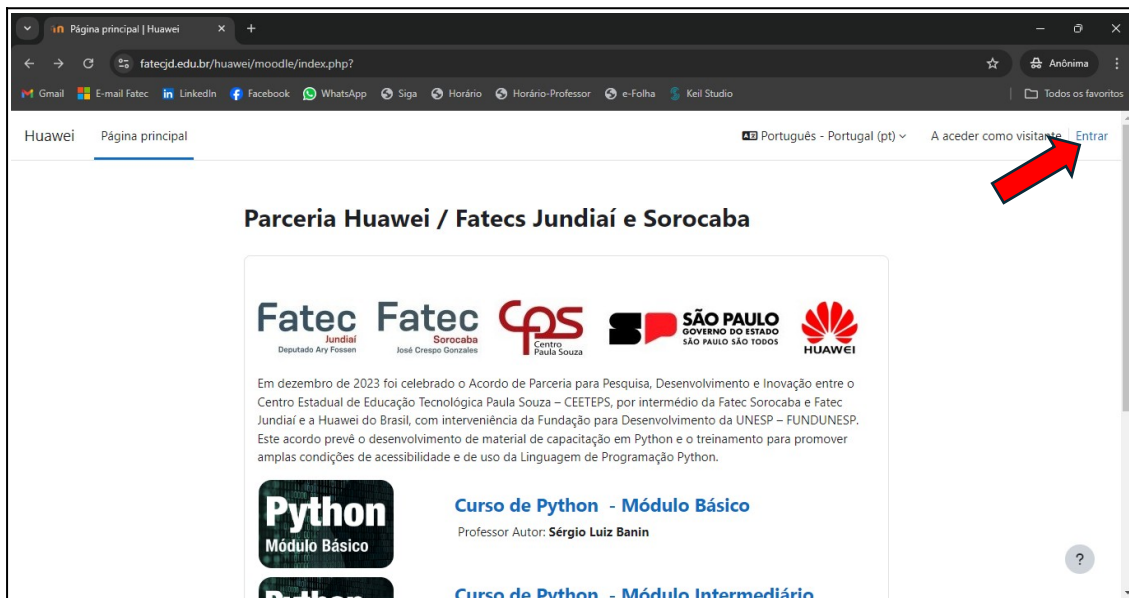 Página principal | Huawei
fatecjd.edu.br/huawei/moodle/index.php?
Anônima
Gmail E-mail Fatec LinkedIn Facebook WhatsApp Siga Horário Horário-Professor e-Folha Keil Studio Todos os favoritos
Huawei Página principal Português - Portugal (pt) A aceder como visitante Entrar
Parceria Huawei / Fatecs Jundiaí e Sorocaba
Fatec
Jundiaí
Deputado Ary Fossen
Fatec
Sorocaba
José Crespo Gonzales
CPS
Centro
Paula Souza
SP
SÃO PAULO
GOVERNO DO ESTADO
SÃO PAULO SÃO TODOS
HUAWEI
Em dezembro de 2023 foi celebrado o Acordo de Parceria para Pesquisa, Desenvolvimento e Inovação entre o
Centro Estadual de Educação Tecnológica Paula Souza – CEETEPS, por intermédio da Fatec Sorocaba e Fatec
Jundiaí e a Huawei do Brasil, com interveniência da Fundação para Desenvolvimento da UNESP – FUNDUNESP.
Este acordo prevê o desenvolvimento de material de capacitação em Python e o treinamento para promover
amplas condições de acessibilidade e de uso da Linguagem de Programação Python.
Python
Módulo Básico
Curso de Python - Módulo Básico
Professor Autor: Sérgio Luiz Banin
?
Python
Curso de Python - Módulo Intermediário